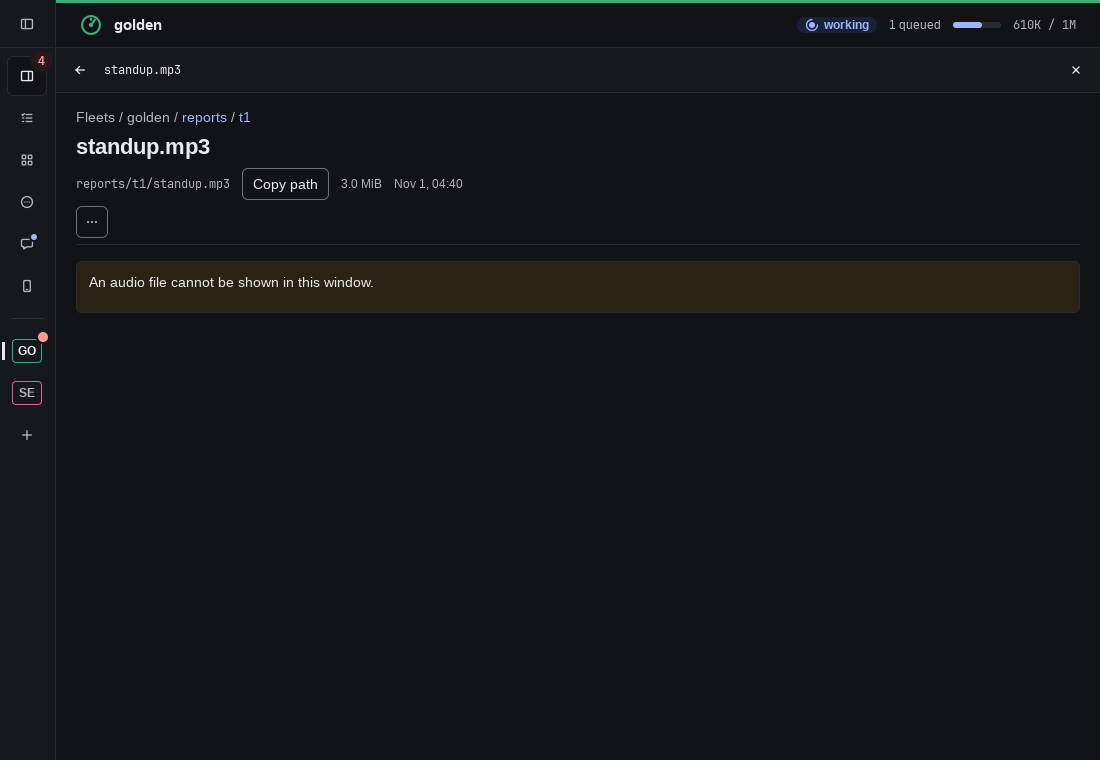 golden
working
1 queued
610K / 1M
4
standup.mp3
Fleets / golden / reports / t1
standup.mp3
reports/t1/standup.mp3
Copy path
3.0 MiB
Nov 1, 04:40
An audio file cannot be shown in this window.
GO
SE